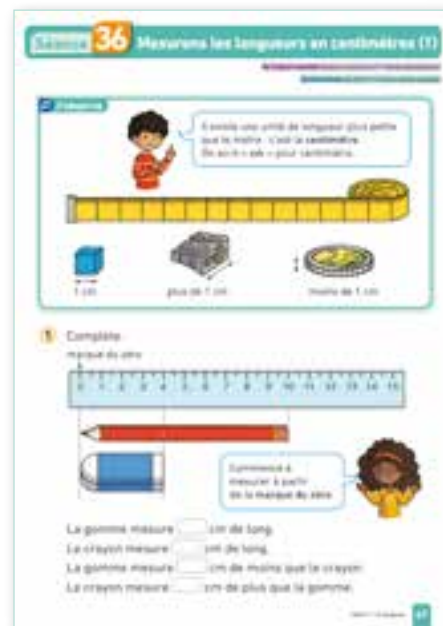 Séance 36 Mesurons les longueurs en centimètres (1)
J'observe
Il existe une unité de longueur plus petite
que le mètre : c'est le centimètre.
On écrit « cm » pour centimètre.
1 cm
plus de 1 cm
moins de 1 cm
1 Complète.
marque du zéro
0 1 2 3 4 5 6 7 8 9 10 11 12 13 14 15
Commence à
mesurer à partir
de la marque du zéro.
La gomme mesure cm de long.
Le crayon mesure cm de long.
La gomme mesure cm de moins que le crayon.
Le crayon mesure cm de plus que la gomme.